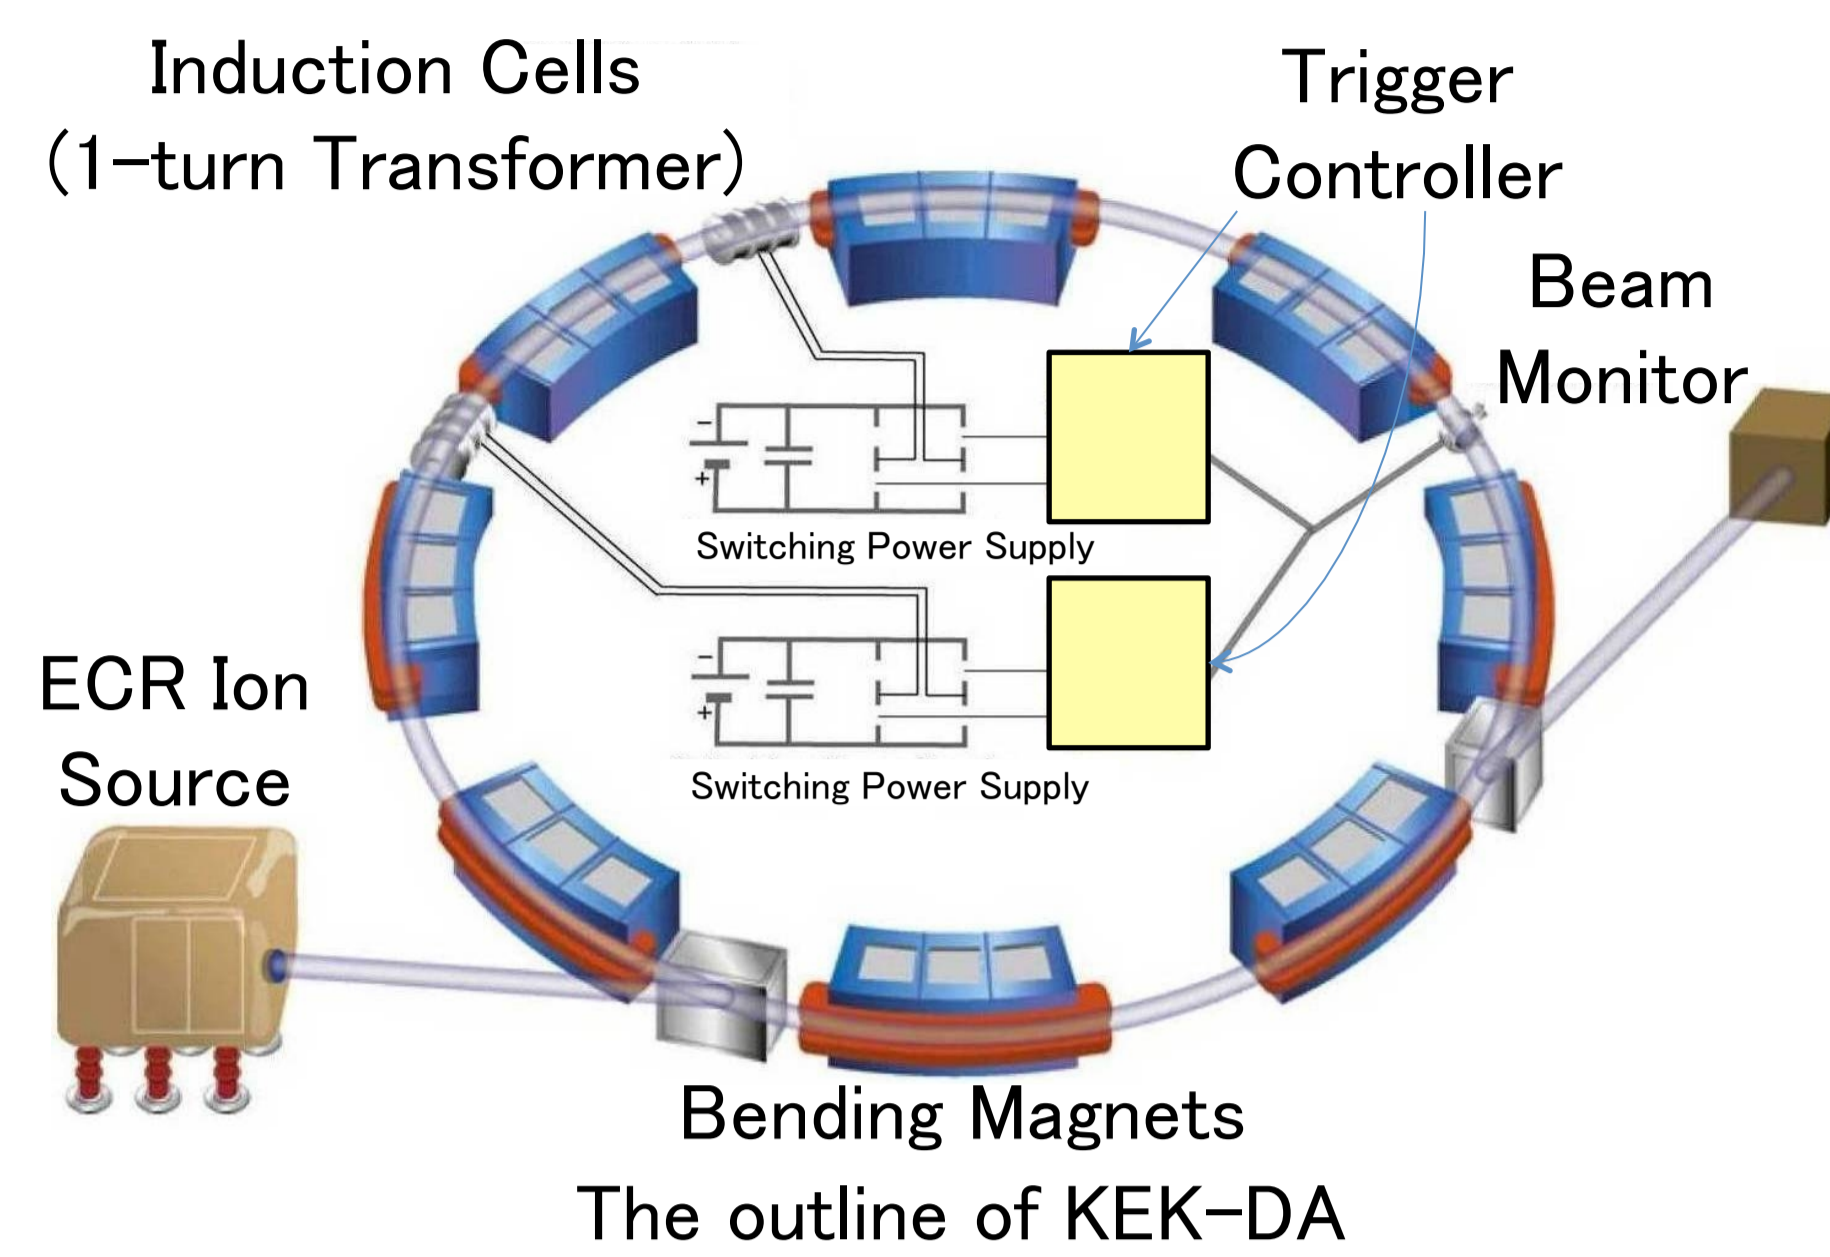 Induction Cells
(1-turn Transformer)
Trigger
Controller
Beam
Monitor
-
+
Switching Power Supply
-
+
Switching Power Supply
ECR Ion
Source
Bending Magnets
The outline of KEK-DA